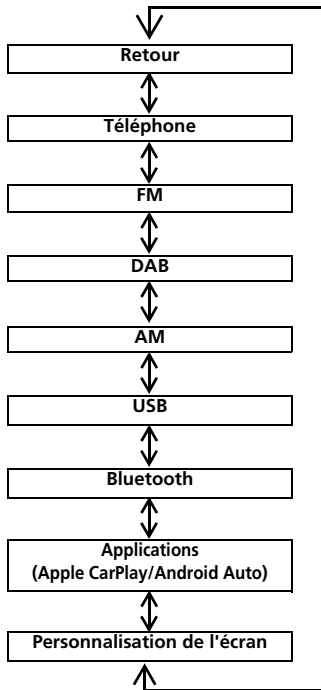 Retour
Téléphone
FM
DAB
AM
USB
Bluetooth
Applications
(Apple CarPlay/Android Auto)
Personnalisation de l'écran